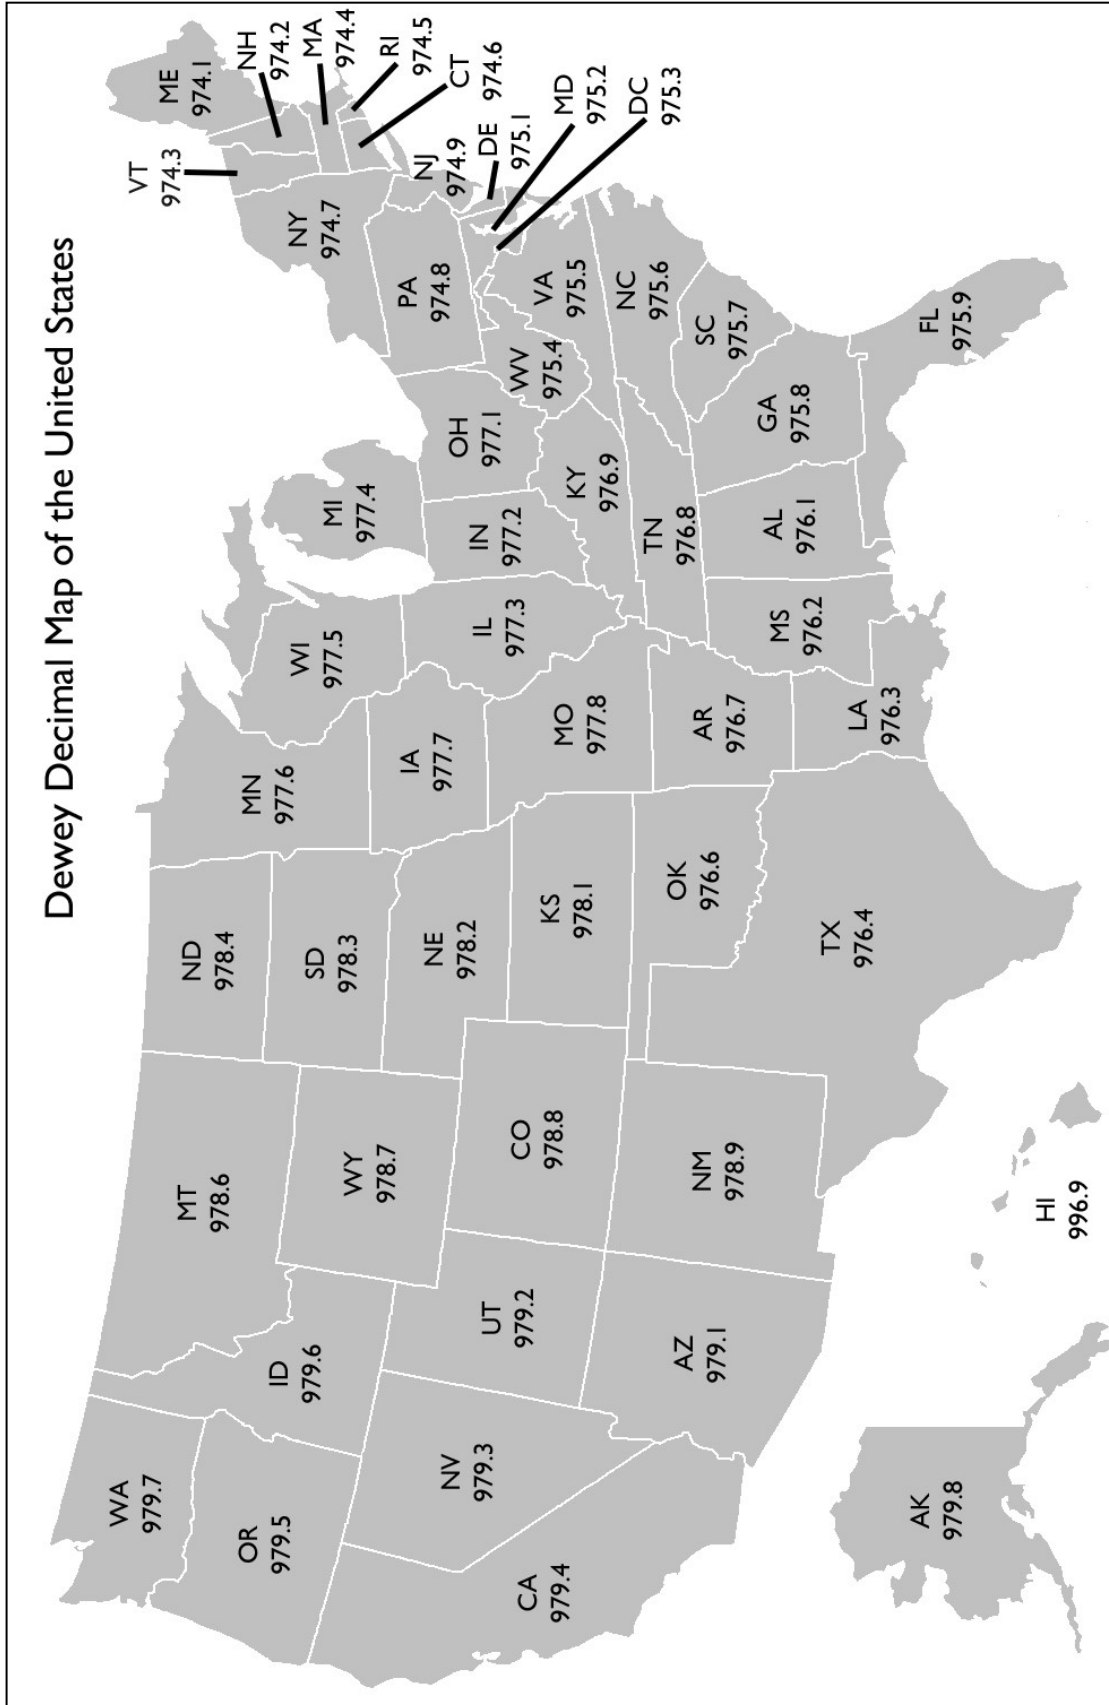 Dewey Decimal Map of the United States
WA
979.7
OR
979.5
CA
979.4
NV
979.3
ID
979.6
MT
978.6
WY
978.7
UT
979.2
AZ
979.1
CO
978.8
NM
978.9
ND
978.4
SD
978.3
NE
978.2
KS
978.1
OK
976.6
TX
976.4
MN
977.6
IA
977.7
MO
977.8
AR
976.7
LA
976.3
WI
977.5
IL
977.3
MI
977.4
IN
977.2
OH
977.1
KY
976.9
TN
976.8
MS
976.2
AL
976.1
GA
975.8
FL
975.9
SC
975.7
NC
975.6
VA
975.5
WV
975.4
PA
974.8
NY
974.7
VT
974.3
ME
974.1
NH
974.2
MA
974.4
RI
974.5
CT
974.6
NJ
974.9
DE
975.1
MD
975.2
DC
975.3
AK
979.8
HI
996.9